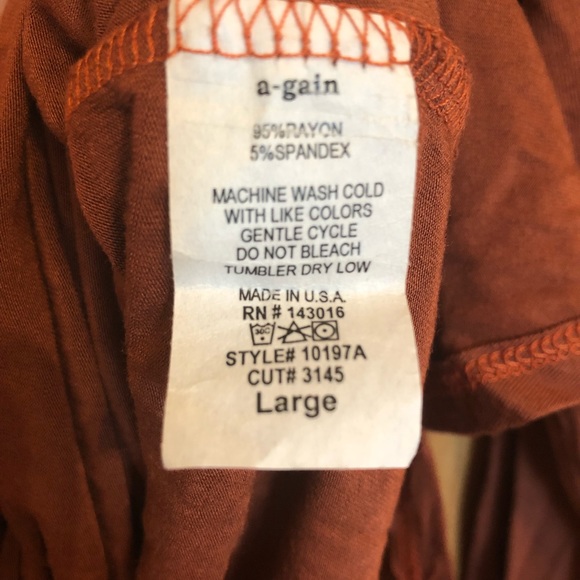 a-gain
95%RAYON
5%SPANDEX
MACHINE WASH COLD
WITH LIKE COLORS
GENTLE CYCLE
DO NOT BLEACH
TUMBLER DRY LOW
MADE IN U.S.A.
RN # 143016
30C
STYLE# 10197A
CUT# 3145
Large